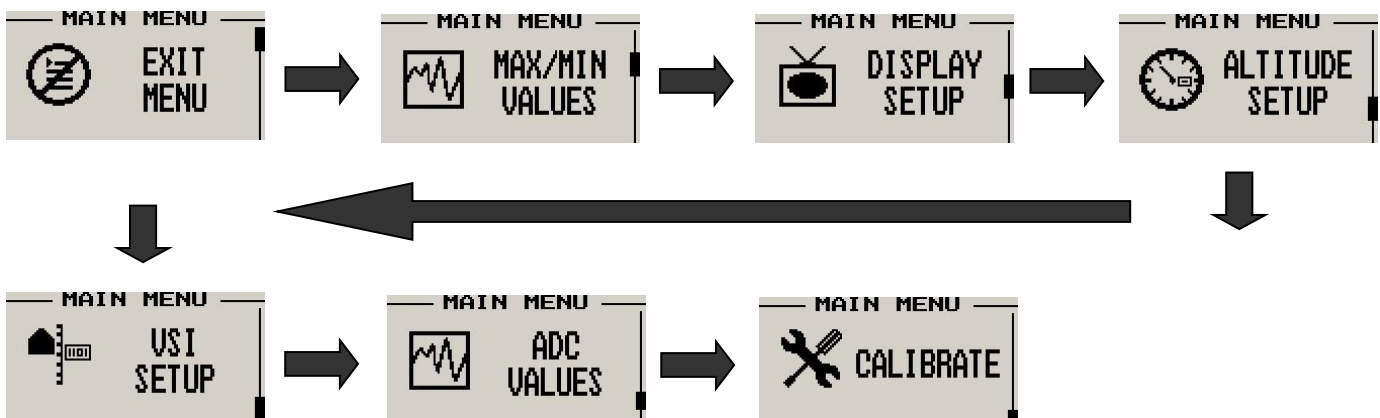 MAIN MENU
EXIT
MENU
MAIN MENU
MAX/MIN
VALUES
MAIN MENU
DISPLAY
SETUP
MAIN MENU
ALTITUDE
SETUP
MAIN MENU
VSI
SETUP
MAIN MENU
ADC
VALUES
MAIN MENU
CALIBRATE